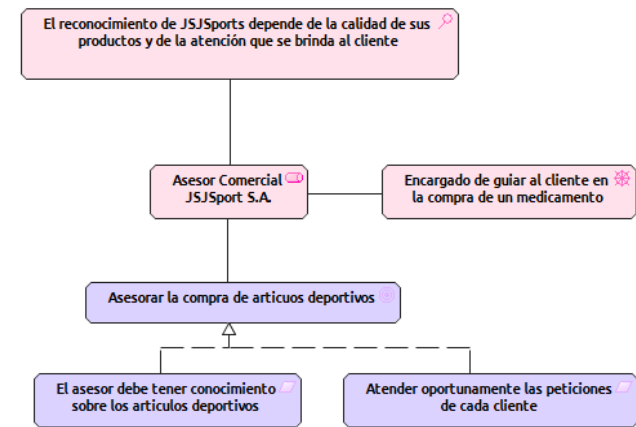 El reconocimiento de JSJSports depende de la calidad de sus
productos y de la atención que se brinda al cliente
Asesor Comercial
JSJSport S.A.
Encargado de guiar al cliente en
la compra de un medicamento
Asesorar la compra de articuos deportivos
El asesor debe tener conocimiento
sobre los articulos deportivos
Atender oportunamente las peticiones
de cada cliente